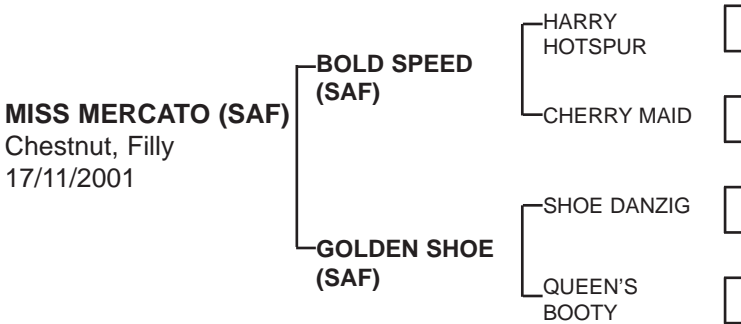 HARRY
HOTSPUR
BOLD SPEED
(SAF)
CHERRY MAID
MISS MERCATO (SAF)
Chestnut, Filly
17/11/2001
SHOE DANZIG
GOLDEN SHOE
(SAF)
QUEEN'S
BOOTY